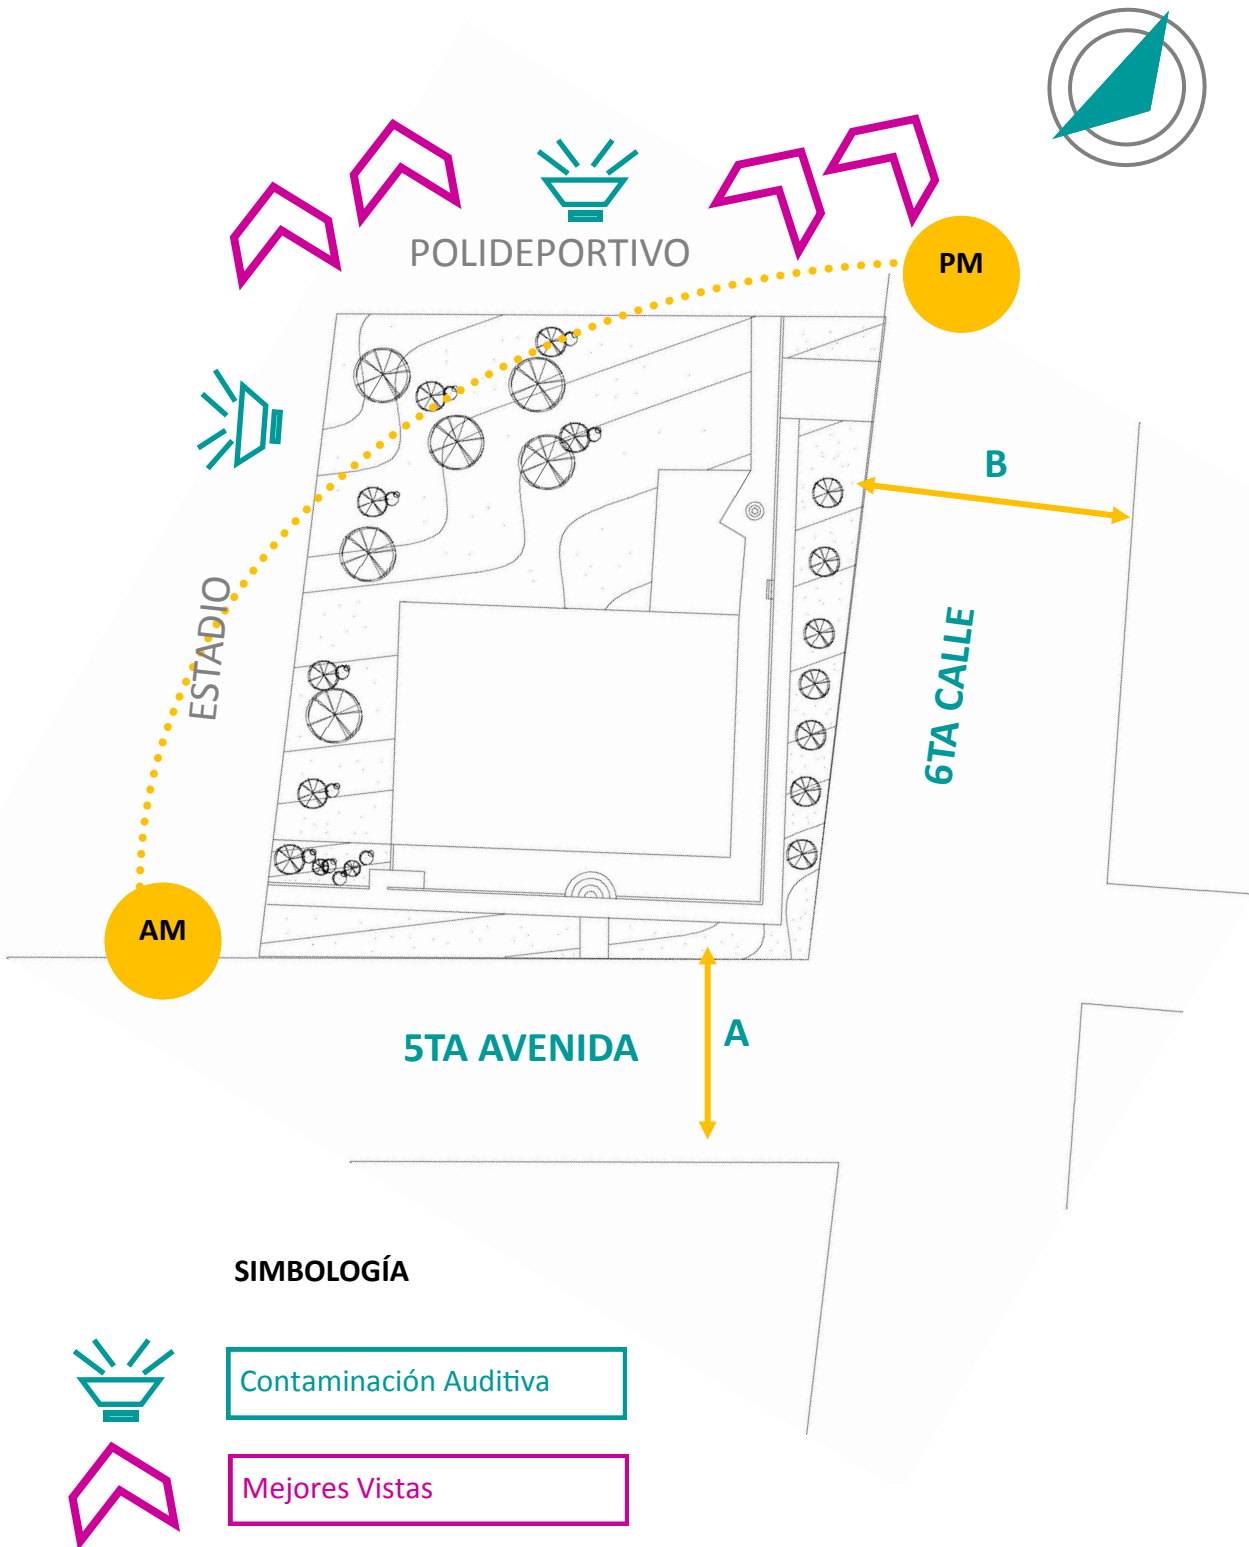 POLIDEPORTIVO
PM
B
ESTADIO
6TA CALLE
AM
5TA AVENIDA
A
SIMBOLOGÍA
Contaminación Auditiva
Mejores Vistas